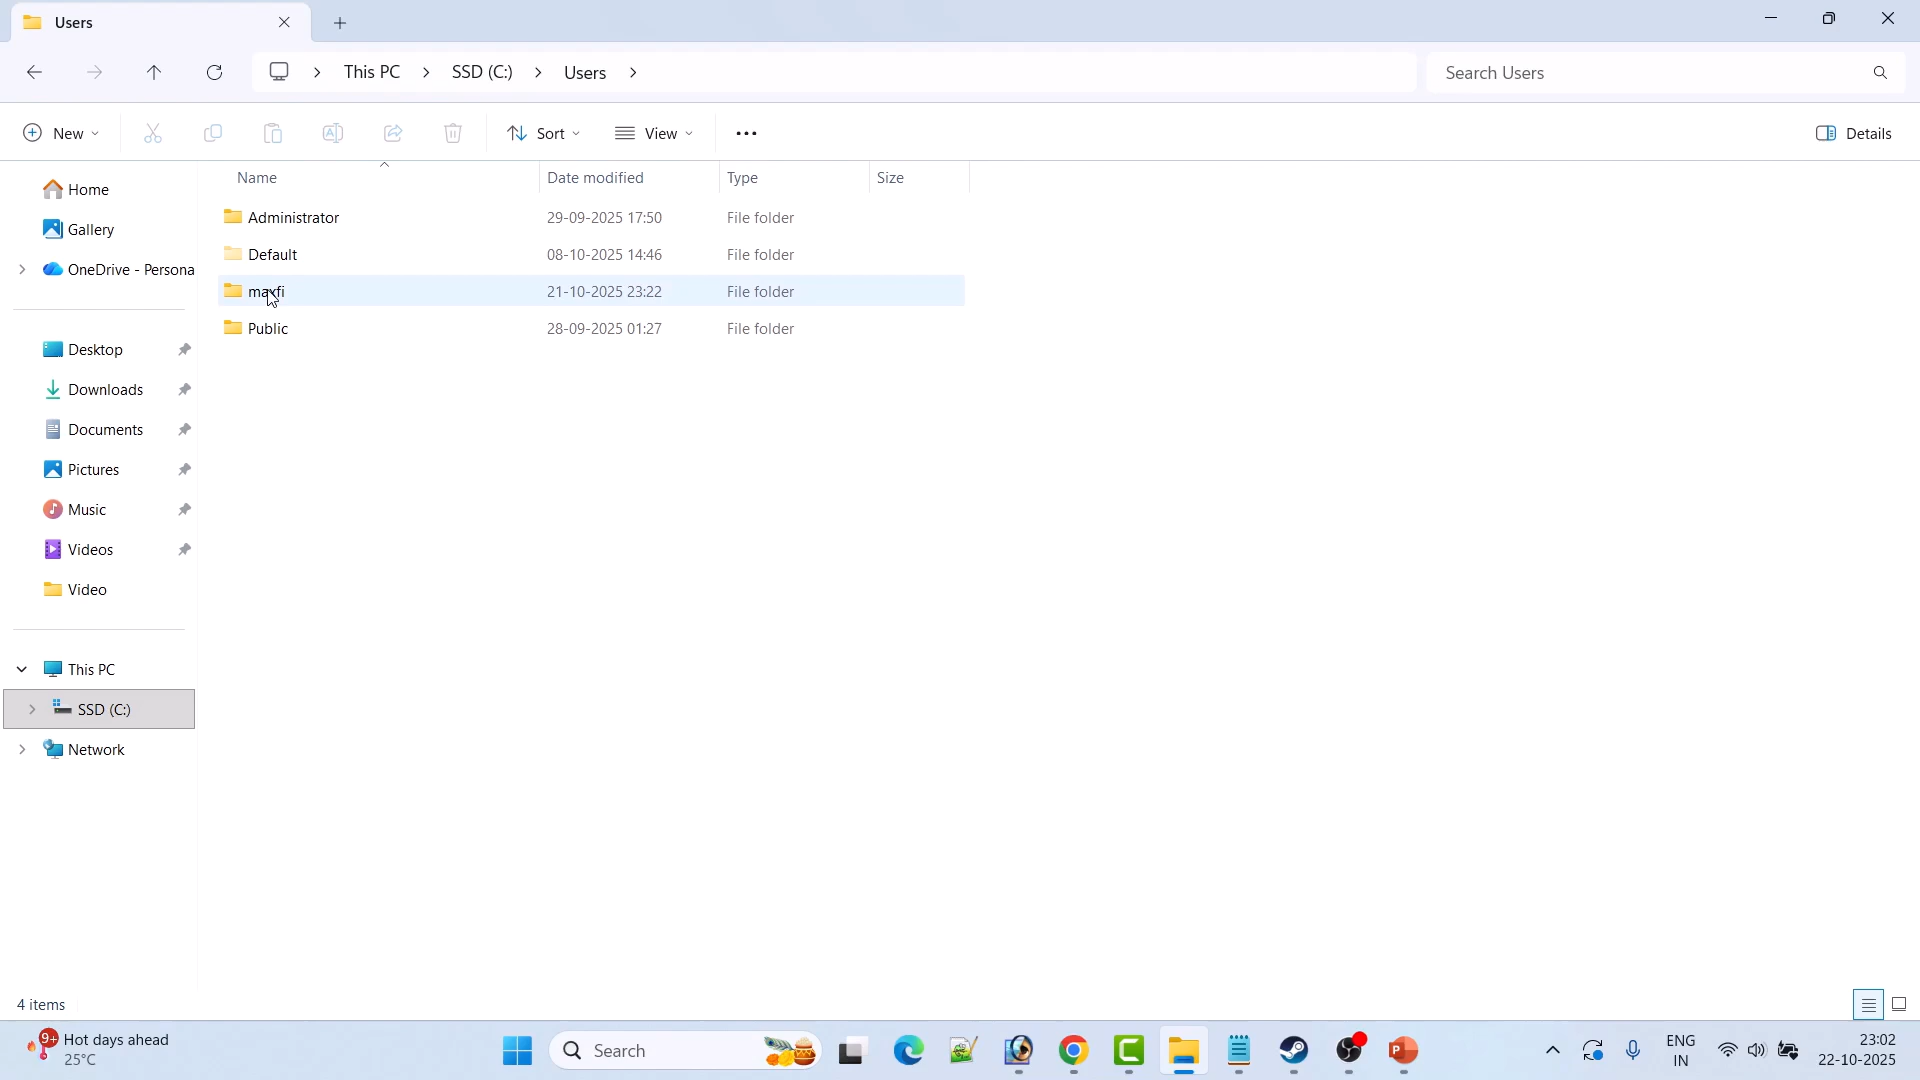 Users
This PC
SSD (C:)
Users
Search Users
New
Sort
View
Details
Home
Gallery
OneDrive - Persona
Desktop
Downloads
Documents
Pictures
Music
Videos
Video
This PC
SSD (C:)
Network
Name Date modified Type Size
Administrator 29-09-2025 17:50 File folder
Default 08-10-2025 14:46 File folder
maxfi 21-10-2025 23:22 File folder
Public 28-09-2025 01:27 File folder
4 items
9+
Hot days ahead
25°C
Search
ENG
IN
23:02
22-10-2025